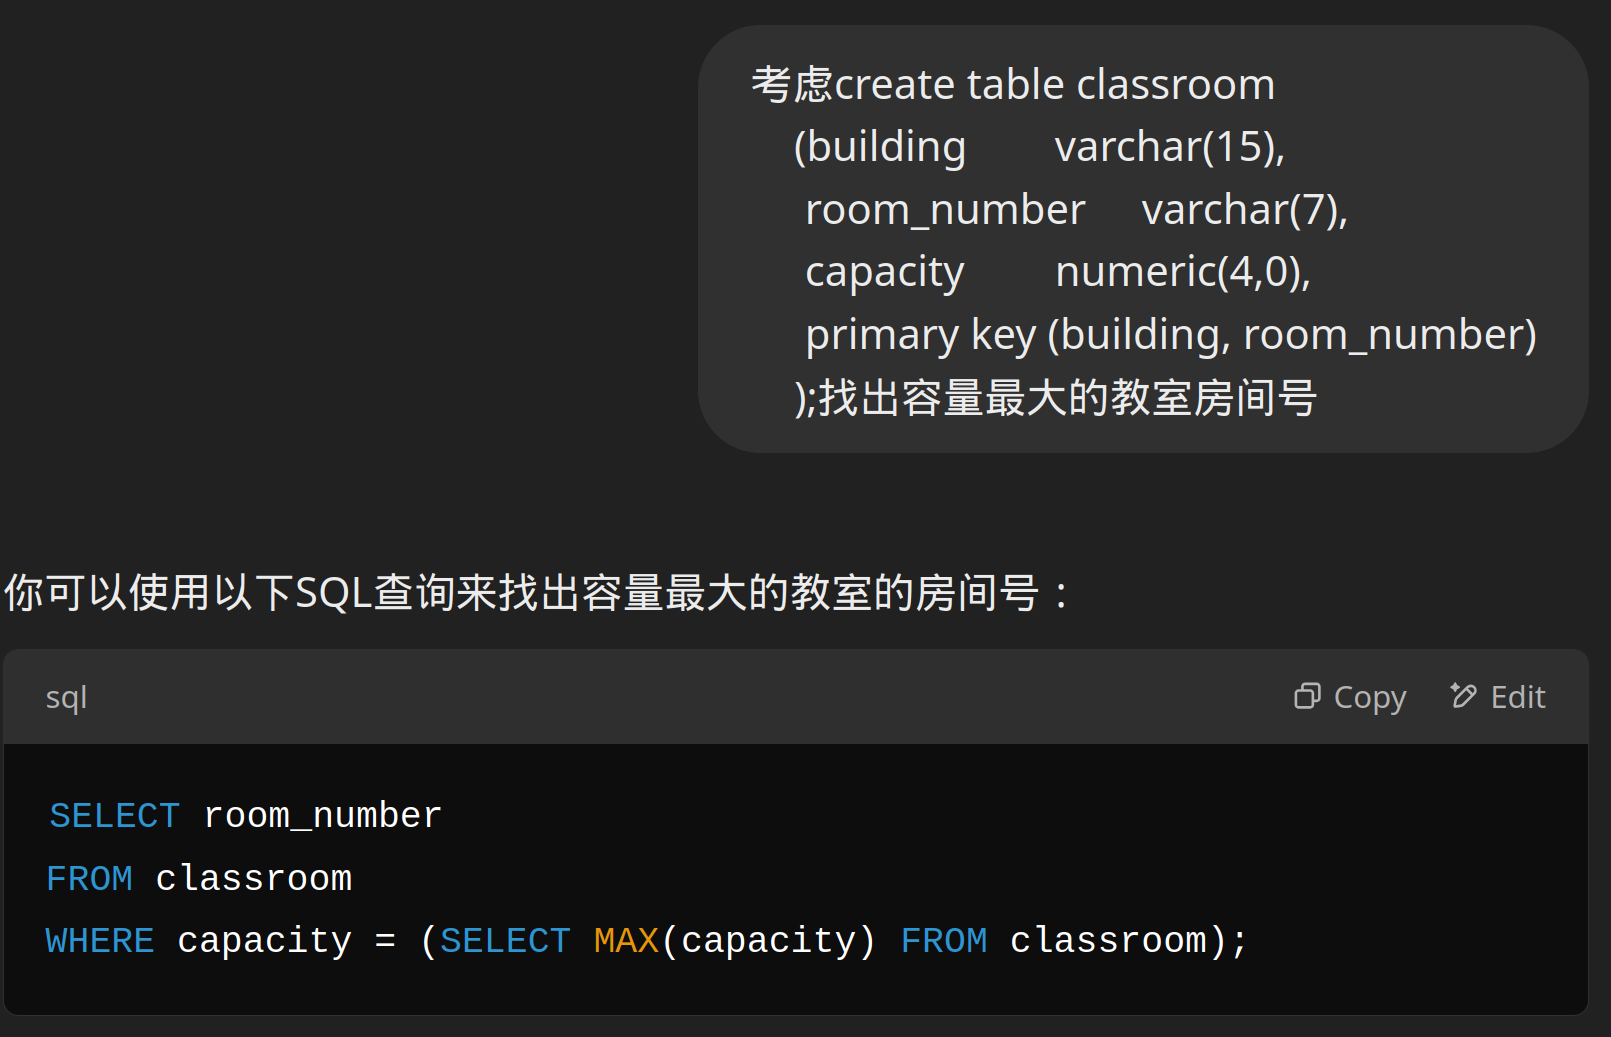 考虑create table classroom
(building varchar(15),
room_number varchar(7),
capacity numeric(4,0),
primary key (building, room_number)
);找出容量最大的教室房间号
你可以使用以下SQL查询来找出容量最大的教室的房间号：
sql
Copy
Edit
SELECT room_number
FROM classroom
WHERE capacity = (SELECT MAX(capacity) FROM classroom);